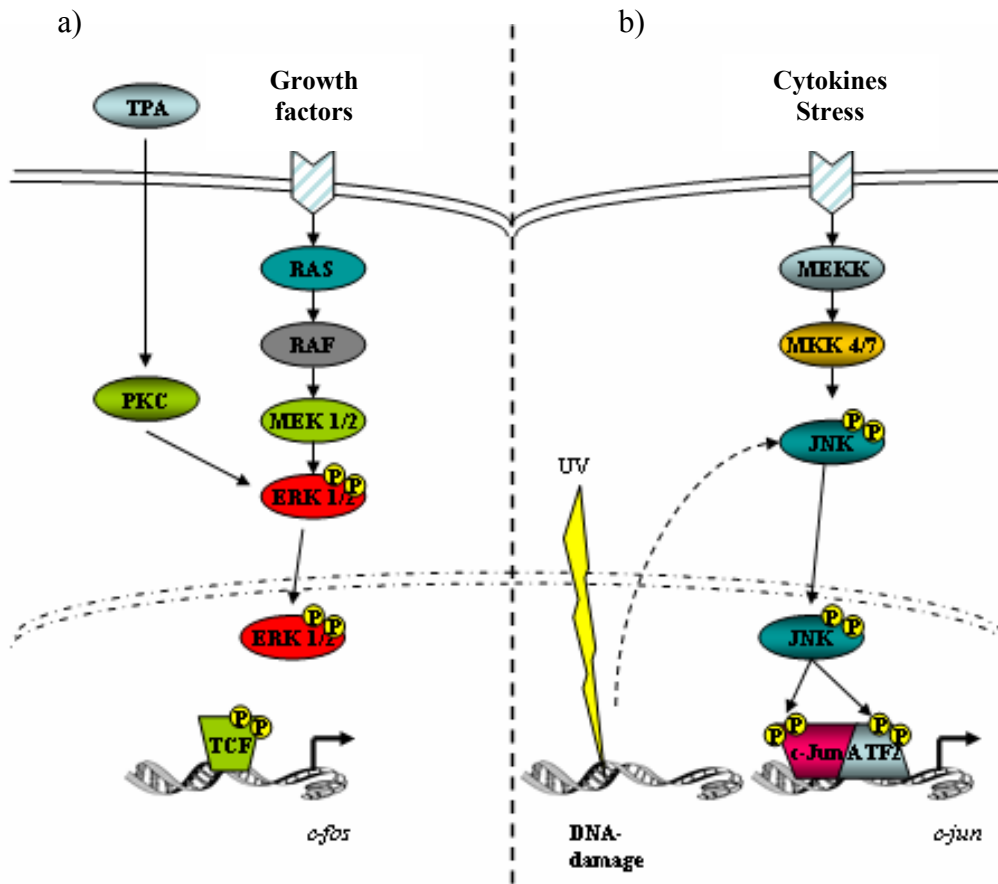 a)
Growth
factors
TPA
RAS
RAF
PKC
MEK 1/2
P
P
ERK 1/2
P
P
ERK 1/2
P
P
TCF
c-fos
b)
Cytokines
Stress
MEKK
MKK 4/7
P
P
JNK
UV
P
P
JNK
P
P
P
P
c-Jun
ATF2
DNA-
damage
c-jun